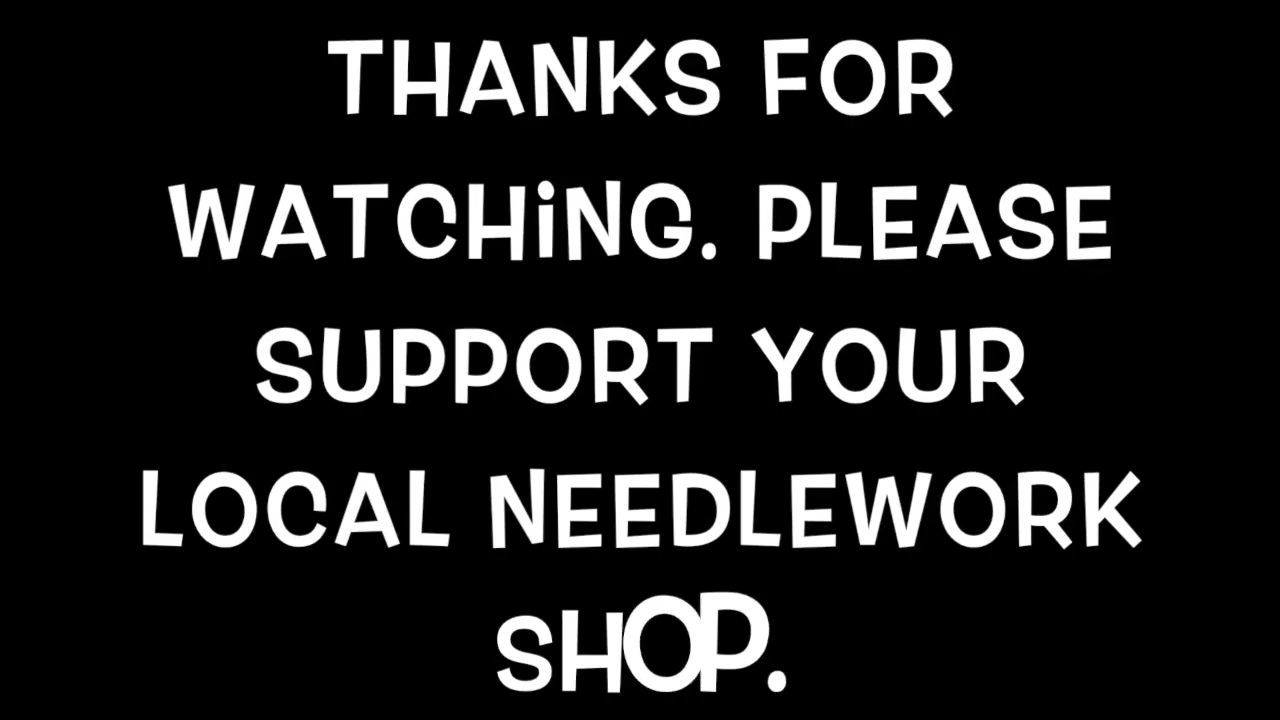 THANKS FOR
WATCHiNG. PLEASE
SUPPORT YOUR
LOCAL NEEDLEWORK
SHOP.